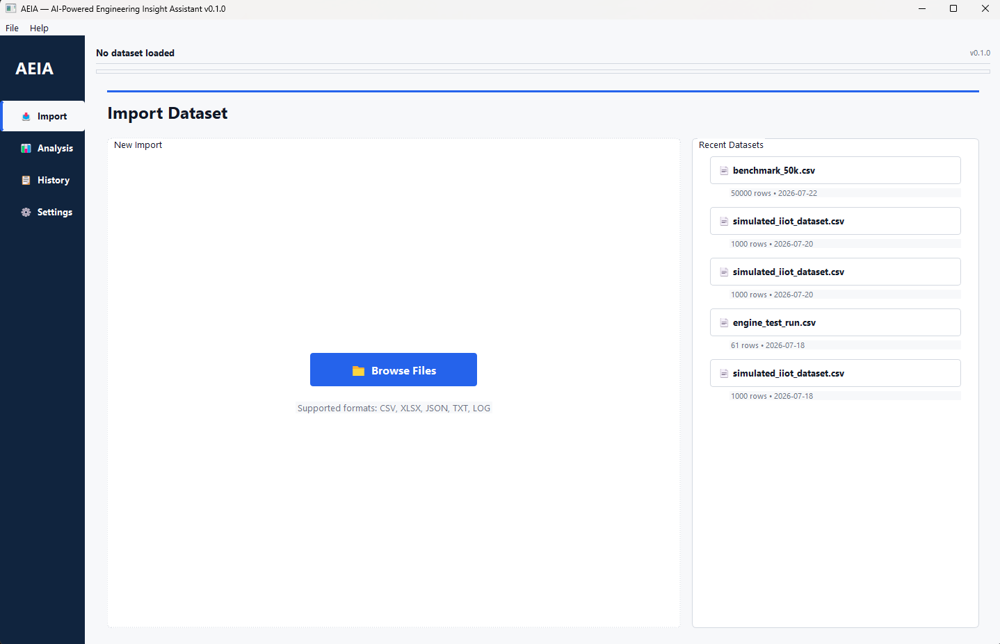 AEIA — AI-Powered Engineering Insight Assistant v0.1.0
File Help
AEIA
Import
Analysis
History
Settings
No dataset loaded
v0.1.0
Import Dataset
New Import
Browse Files
Supported formats: CSV, XLSX, JSON, TXT, LOG
Recent Datasets
benchmark_50k.csv
50000 rows • 2026-07-22
simulated_iiot_dataset.csv
1000 rows • 2026-07-20
simulated_iiot_dataset.csv
1000 rows • 2026-07-20
engine_test_run.csv
61 rows • 2026-07-18
simulated_iiot_dataset.csv
1000 rows • 2026-07-18